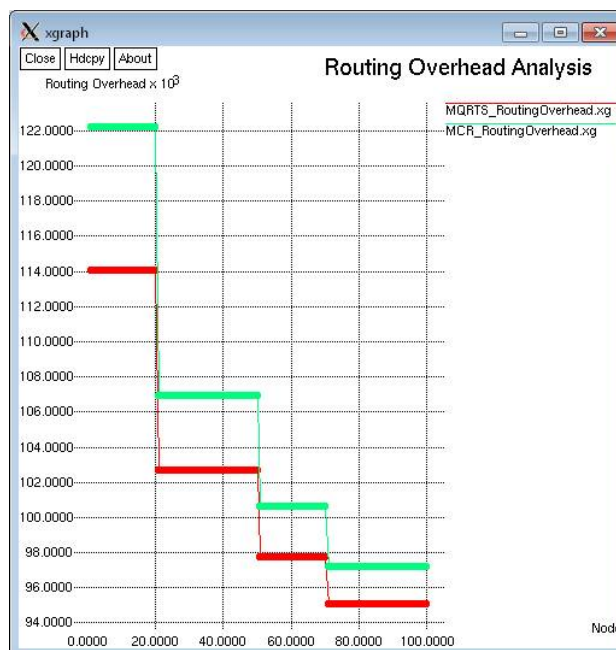 xgraph
Close Hdcpy About
Routing Overhead Analysis
Routing Overhead x 10³
MQRTS_RoutingOverhead.xg
MCR_RoutingOverhead.xg
122.0000
120.0000
118.0000
116.0000
114.0000
112.0000
110.0000
108.0000
106.0000
104.0000
102.0000
100.0000
98.0000
96.0000
94.0000
0.0000 20.0000 40.0000 60.0000 80.0000 100.0000